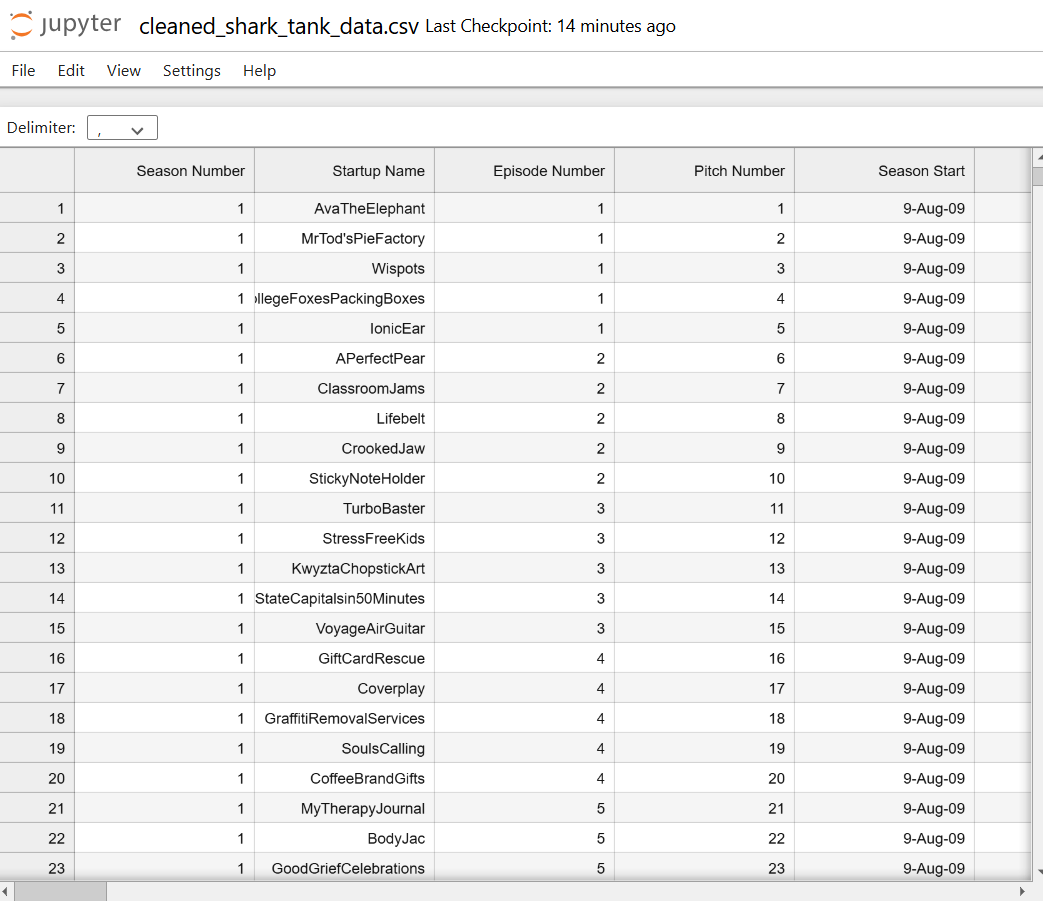 jupyter cleaned_shark_tank_data.csv Last Checkpoint: 14 minutes ago
File Edit View Settings Help
Delimiter: ,
Season Number Startup Name Episode Number Pitch Number Season Start
1 1 AvaTheElephant 1 1 9-Aug-09
2 1 MrTod'sPieFactory 1 2 9-Aug-09
3 1 Wispots 1 3 9-Aug-09
4 1 ollegeFoxesPackingBoxes 1 4 9-Aug-09
5 1 IonicEar 1 5 9-Aug-09
6 1 APerfectPear 2 6 9-Aug-09
7 1 ClassroomJams 2 7 9-Aug-09
8 1 Lifebelt 2 8 9-Aug-09
9 1 CrookedJaw 2 9 9-Aug-09
10 1 StickyNoteHolder 2 10 9-Aug-09
11 1 TurboBaster 3 11 9-Aug-09
12 1 StressFreeKids 3 12 9-Aug-09
13 1 KwyztaChopstickArt 3 13 9-Aug-09
14 1 StateCapitalsin50Minutes 3 14 9-Aug-09
15 1 VoyageAirGuitar 3 15 9-Aug-09
16 1 GiftCardRescue 4 16 9-Aug-09
17 1 Coverplay 4 17 9-Aug-09
18 1 GraffitiRemovalServices 4 18 9-Aug-09
19 1 SoulsCalling 4 19 9-Aug-09
20 1 CoffeeBrandGifts 4 20 9-Aug-09
21 1 MyTherapyJournal 5 21 9-Aug-09
22 1 BodyJac 5 22 9-Aug-09
23 1 GoodGriefCelebrations 5 23 9-Aug-09